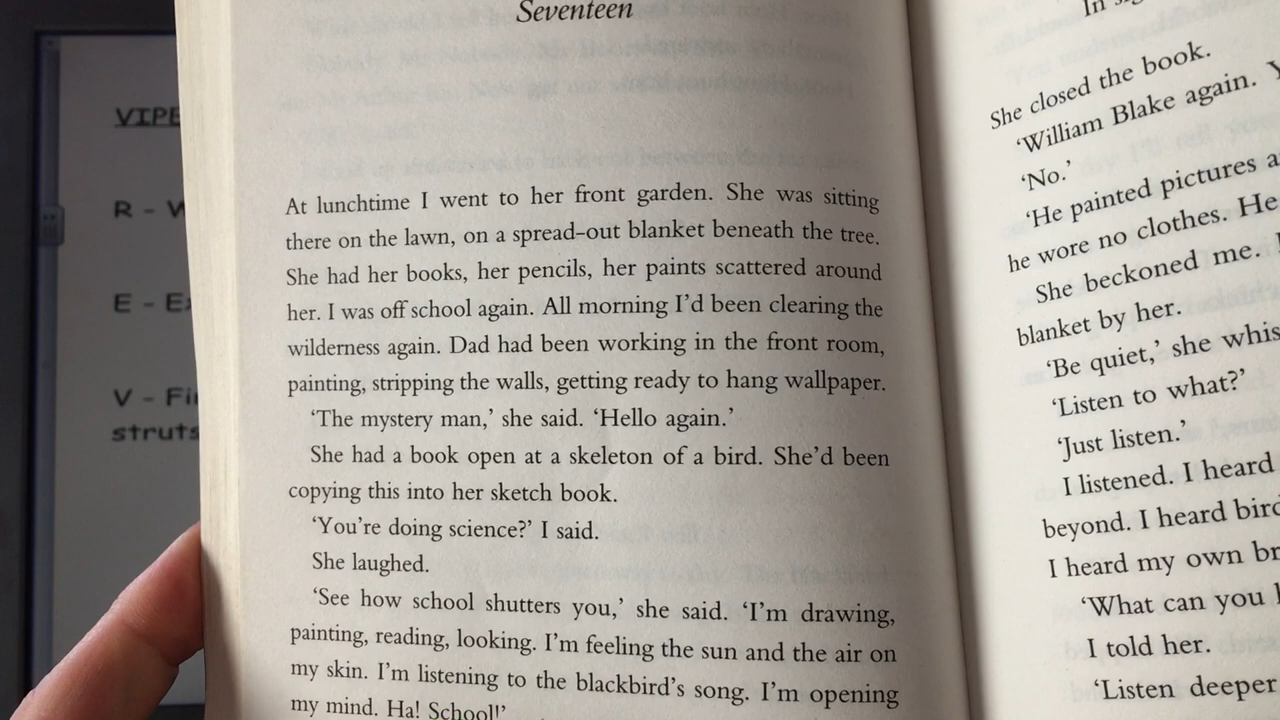 Seventeen
At lunchtime I went to her front garden. She was sitting
there on the lawn, on a spread-out blanket beneath the tree.
She had her books, her pencils, her paints scattered around
her. I was off school again. All morning I'd been clearing the
wilderness again. Dad had been working in the front room,
painting, stripping the walls, getting ready to hang wallpaper.
‘The mystery man,’ she said. ‘Hello again.’
She had a book open at a skeleton of a bird. She'd been
copying this into her sketch book.
‘You're doing science?’ I said.
She laughed.
‘See how school shutters you,’ she said. ‘I'm drawing,
painting, reading, looking. I'm feeling the sun and the air on
my skin. I'm listening to the blackbird's song. I'm opening
my mind. Ha! School!’
In
She closed the book.
‘William Blake again.
‘No.’
‘He painted pictures
he wore no clothes. He
She beckoned me.
blanket by her.
‘Be quiet,’ she
‘Listen to what?’
‘Just listen.’
I listened. I heard
beyond. I heard
I heard my own
‘What can you
I told her.
‘Listen deeper
R -
E -
V -
struts